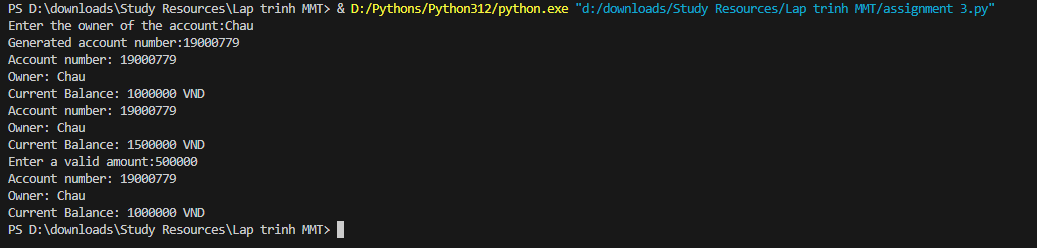 PS D:\downloads\Study Resources\Lap trinh MMT> & D:/Pythons/Python312/python.exe "d:/downloads/Study Resources/Lap trinh MMT/assignment 3.py"
Enter the owner of the account:Chau
Generated account number:19000779
Account number: 19000779
Owner: Chau
Current Balance: 1000000 VND
Account number: 19000779
Owner: Chau
Current Balance: 1500000 VND
Enter a valid amount:500000
Account number: 19000779
Owner: Chau
Current Balance: 1000000 VND
PS D:\downloads\Study Resources\Lap trinh MMT>